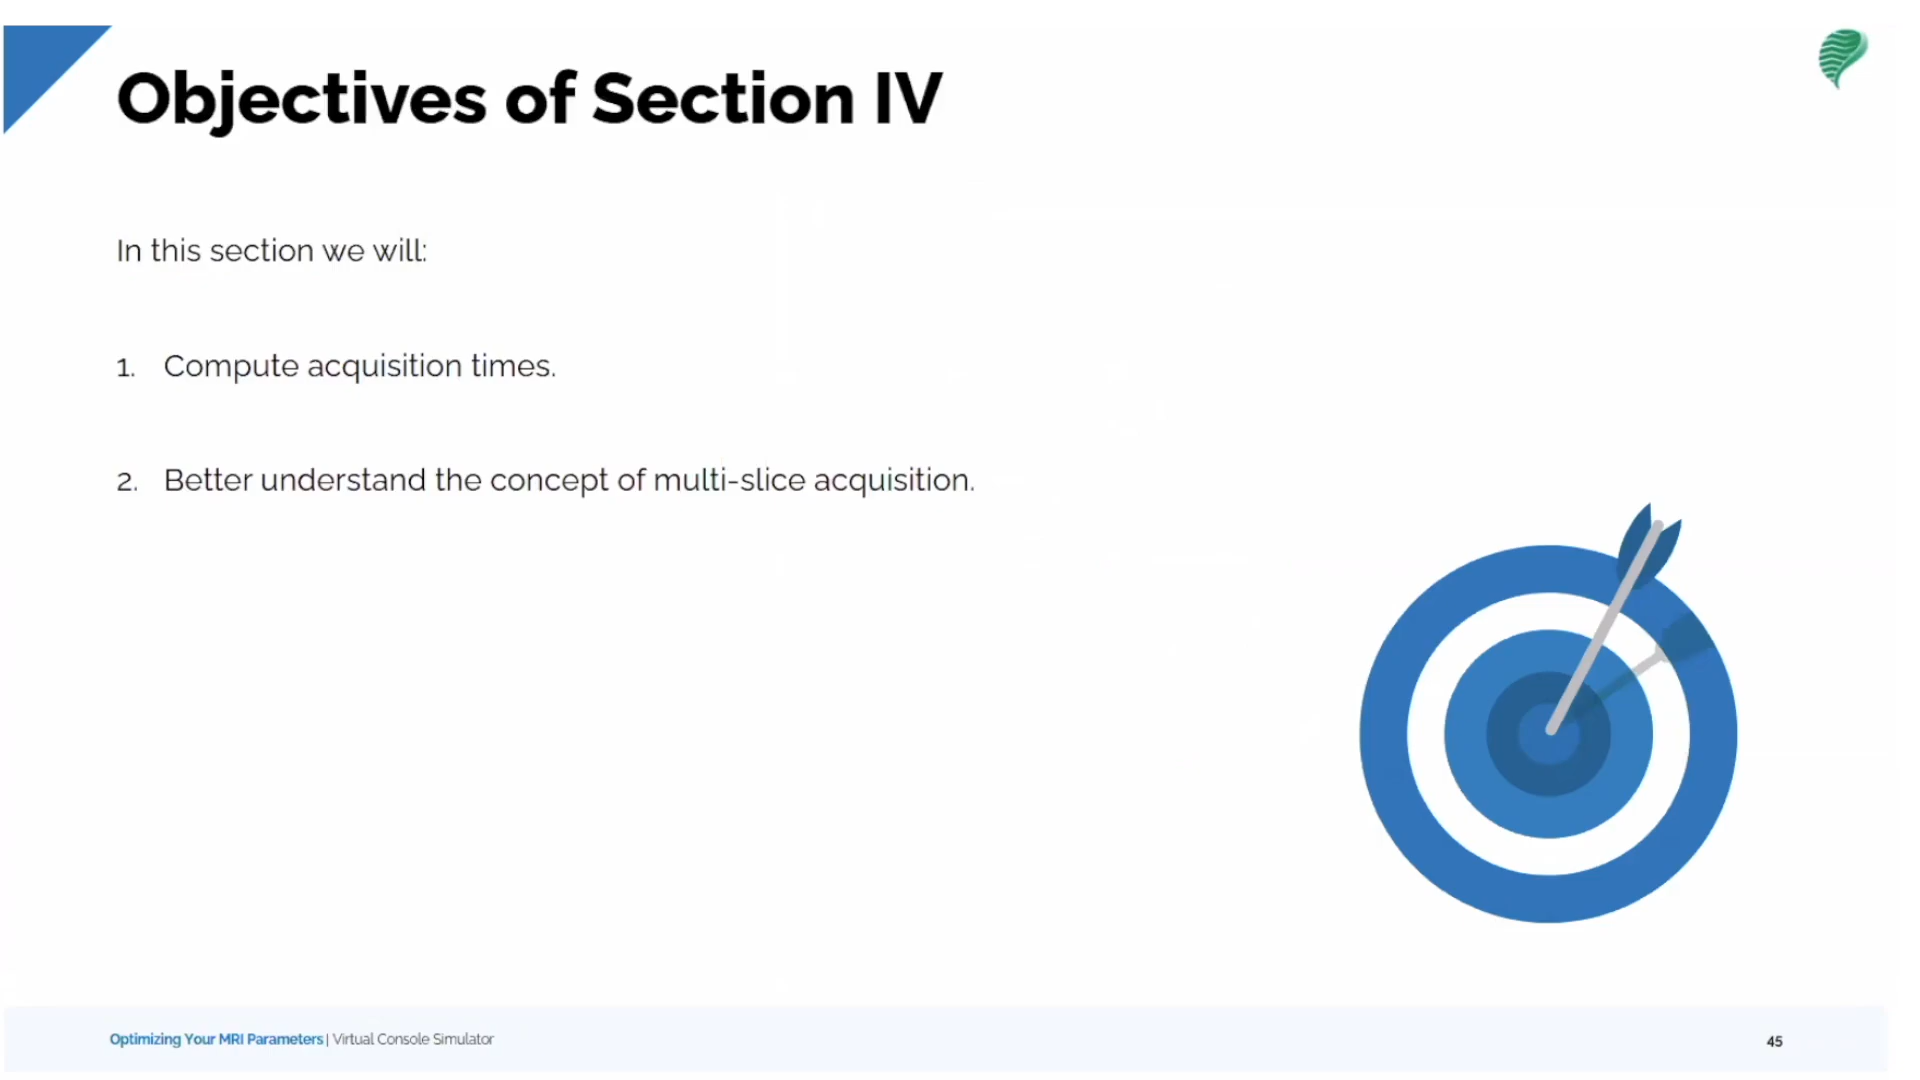 Objectives of Section IV
In this section we will:
1. Compute acquisition times.
2. Better understand the concept of multi-slice acquisition.
Optimizing Your MRI Parameters | Virtual Console Simulator
45